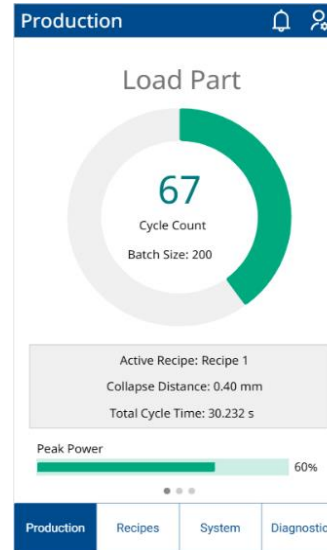 Production
Load Part
67
Cycle Count
Batch Size: 200
Active Recipe: Recipe 1
Collapse Distance: 0.40 mm
Total Cycle Time: 30.232 s
Peak Power
60%
Production Recipes System Diagnostic